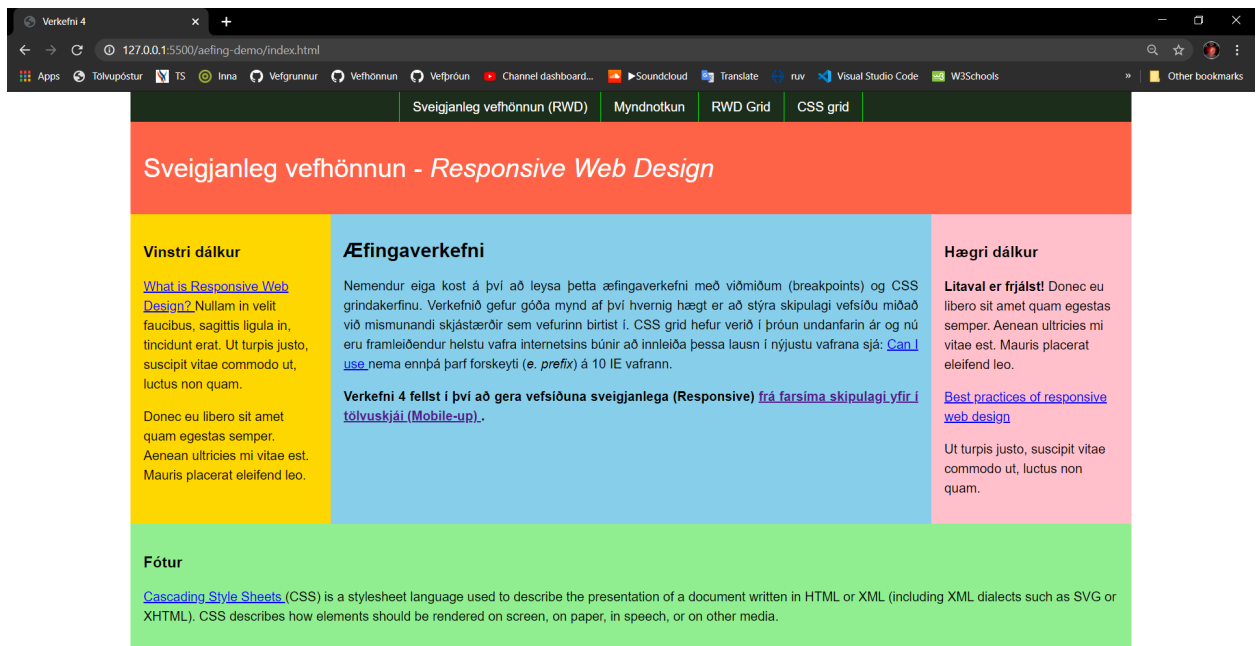 Verkefni 4
127.0.0.1:5500/aefing-demo/index.html
Apps Tölvupóstur TS Inna Vefgrunnur Vefhönnun Vefþróun Channel dashboard... ►Soundcloud Translate ruv Visual Studio Code W3Schools » Other bookmarks
Sveigjanleg vefhönnun (RWD) Myndnotkun RWD Grid CSS grid
Sveigjanleg vefhönnun - Responsive Web Design
Vinstri dálkur
What is Responsive Web
Design? Nullam in velit
faucibus, sagittis ligula in,
tincidunt erat. Ut turpis justo,
suscipit vitae commodo ut,
luctus non quam.
Donec eu libero sit amet
quam egestas semper.
Aenean ultricies mi vitae est.
Mauris placerat eleifend leo.
Æfingaverkefni
Nemendur eiga kost á því að leysa þetta æfingaverkefni með viðmiðum (breakpoints) og CSS
grindakerfinu. Verkefnið gefur góða mynd af því hvernig hægt er að stýra skipulagi vefsíðu miðað
við mismunandi skjástærðir sem vefurinn birtist í. CSS grid hefur verið í þróun undanfarin ár og nú
eru framleiðendur helstu vafra internetsins búnir að innleiða þessa lausn í nýjustu vafrana sjá: Can I
use nema ennþá þarf forskeyti (e. prefix) á 10 IE vafrann.
Verkefni 4 fellst í því að gera vefsíðuna sveigjanlega (Responsive) frá farsíma skipulagi yfir í
tölvuskjái (Mobile-up) .
Hægri dálkur
Litaval er frjálst! Donec eu
libero sit amet quam egestas
semper. Aenean ultricies mi
vitae est. Mauris placerat
eleifend leo.
Best practices of responsive
web design
Ut turpis justo, suscipit vitae
commodo ut, luctus non
quam.
Fótur
Cascading Style Sheets (CSS) is a stylesheet language used to describe the presentation of a document written in HTML or XML (including XML dialects such as SVG or
XHTML). CSS describes how elements should be rendered on screen, on paper, in speech, or on other media.